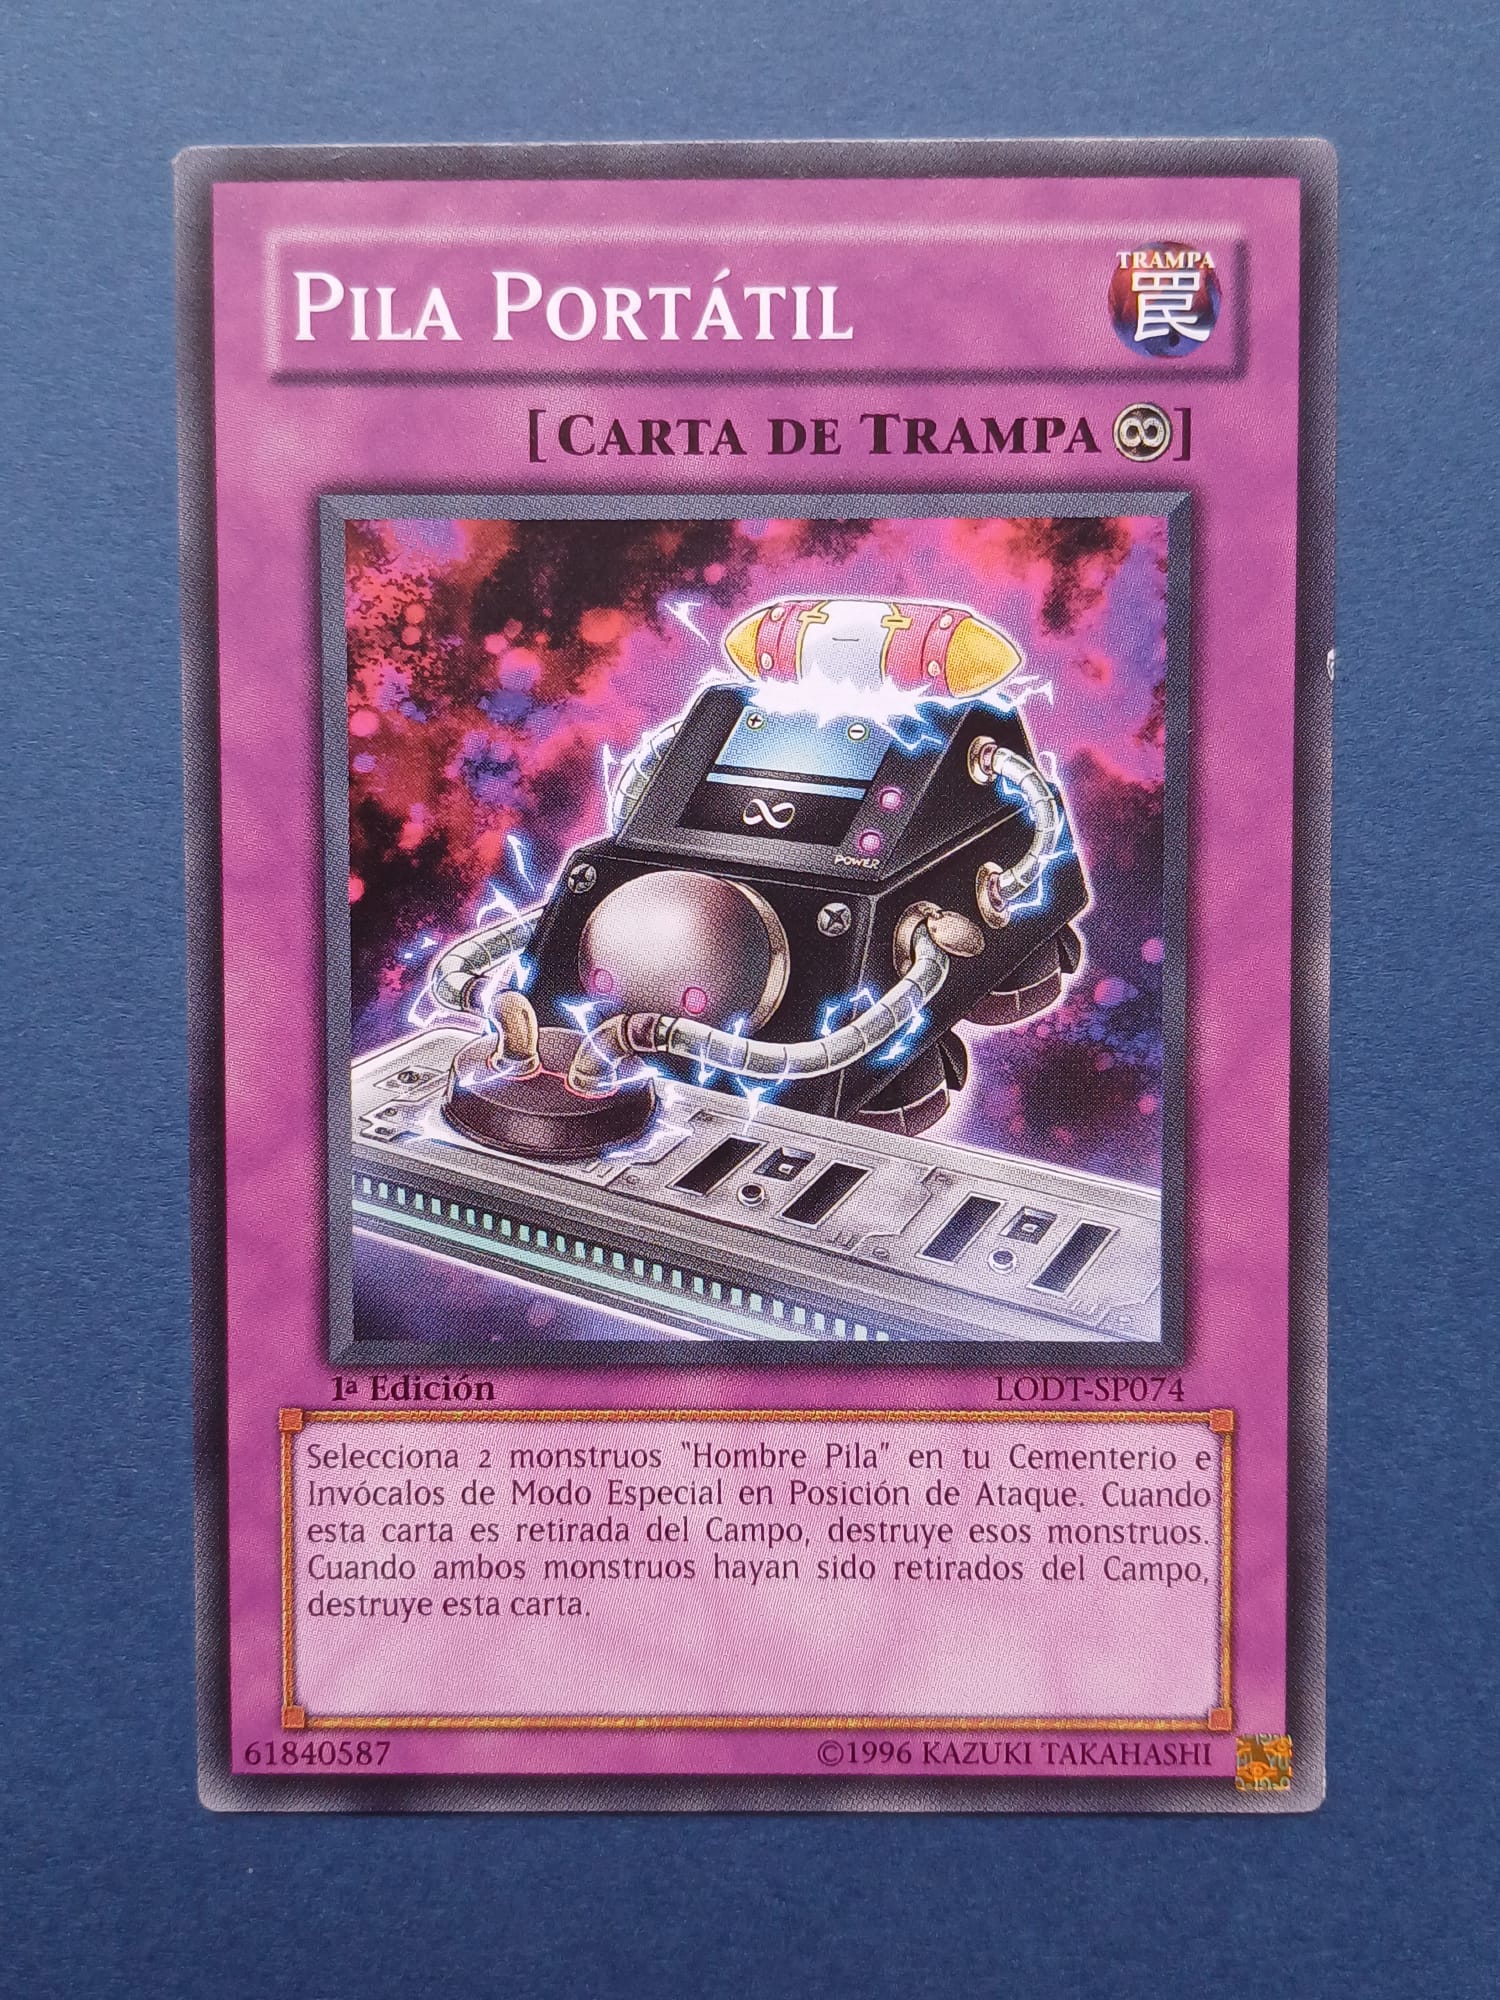 PILA PORTÁTIL
TRAMPA
罠
[CARTA DE TRAMPA ∞]
+ −
∞
POWER
1ª Edición
LODT-SP074
Selecciona 2 monstruos "Hombre Pila" en tu Cementerio e
Invócalos de Modo Especial en Posición de Ataque. Cuando
esta carta es retirada del Campo, destruye esos monstruos.
Cuando ambos monstruos hayan sido retirados del Campo,
destruye esta carta.
61840587
©1996 KAZUKI TAKAHASHI